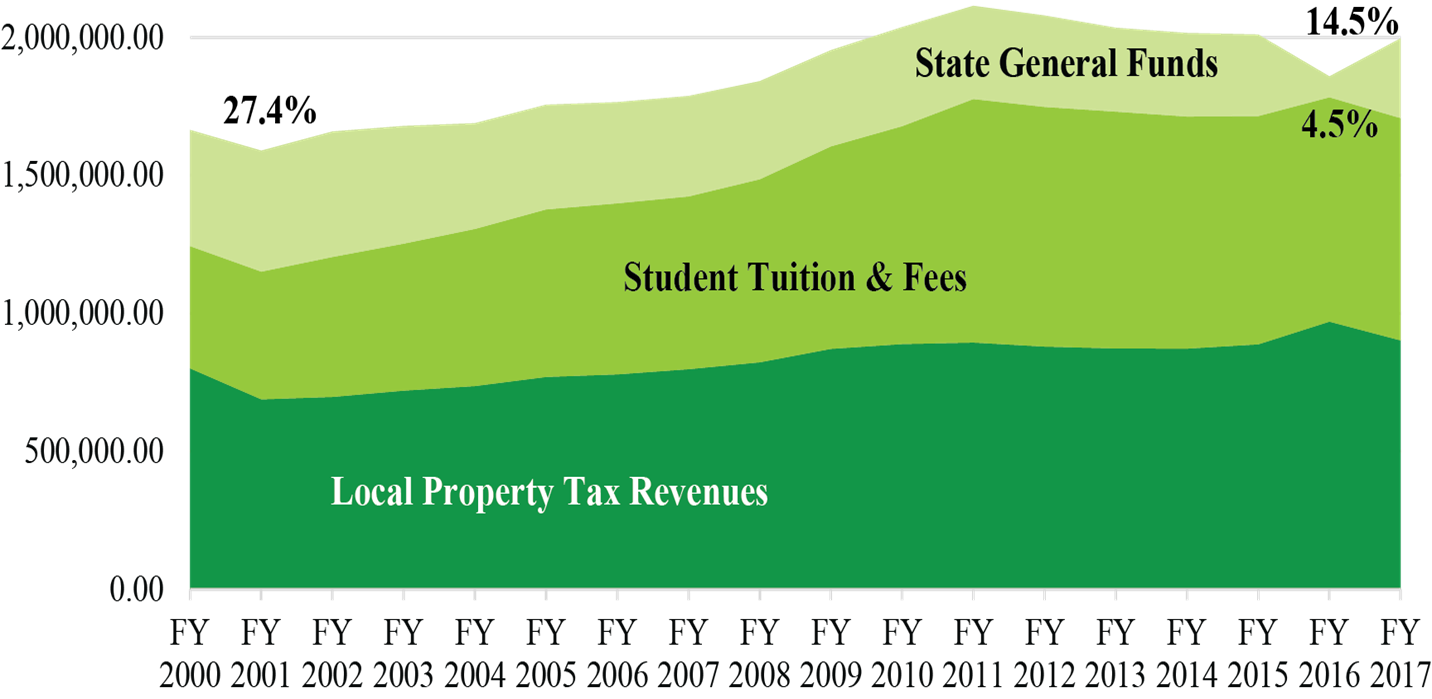 2,000,000.00
1,500,000.00
1,000,000.00
500,000.00
0.00
27.4%
14.5%
4.5%
State General Funds
Student Tuition & Fees
Local Property Tax Revenues
FY FY FY FY FY FY FY FY FY FY FY FY FY FY FY FY FY FY
2000 2001 2002 2003 2004 2005 2006 2007 2008 2009 2010 2011 2012 2013 2014 2015 2016 2017